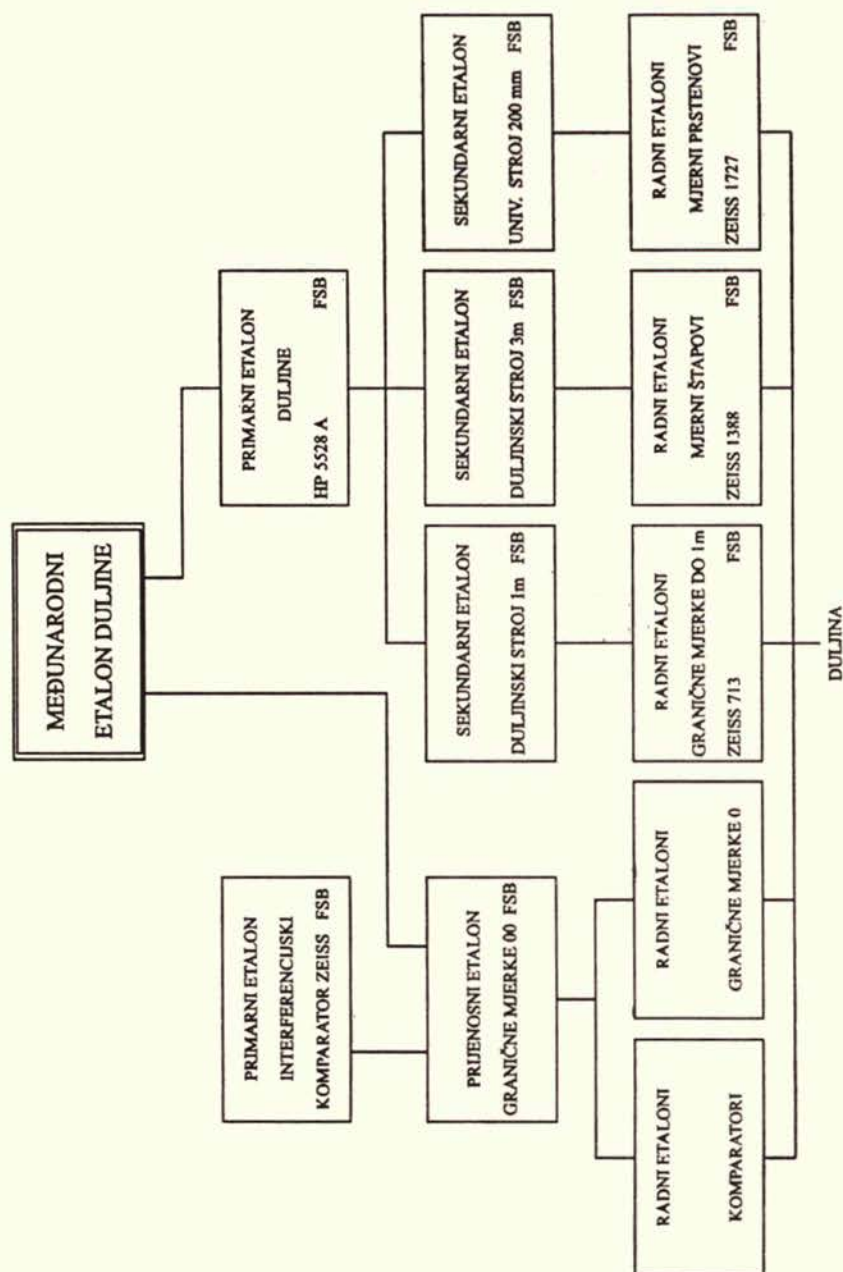 MEĐUNARODNI
ETALON DULJINE
PRIMARNI ETALON
INTERFERENCIJSKI
KOMPARATOR ZEISS FSB
PRIMARNI ETALON
DULJINE
HP 5528 A FSB
PRIJENOSNI ETALON
GRANIČNE MJERKE 00 FSB
SEKUNDARNI ETALON
DULJINSKI STROJ 1m FSB
SEKUNDARNI ETALON
DULJINSKI STROJ 3m FSB
SEKUNDARNI ETALON
UNIV. STROJ 200 mm FSB
RADNI ETALONI
KOMPARATORI
RADNI ETALONI
GRANIČNE MJERKE 0
RADNI ETALONI
GRANIČNE MJERKE DO 1m
ZEISS 713 FSB
RADNI ETALONI
MJERNI ŠTAPOVI
ZEISS 1388 FSB
RADNI ETALONI
MJERNI PRSTENOVI
ZEISS 1727 FSB
DULJINA